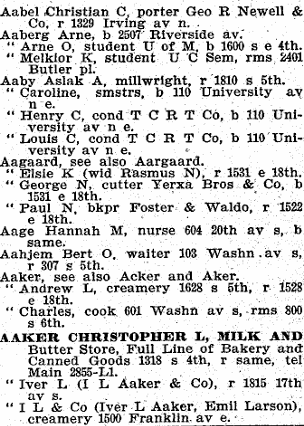 Aabel Christian C, porter Geo R Newell &
Co, r 1329 Irving av n.
Aaberg Arne, b 2507 Riverside av.
" Arne O, student U of M, b 1600 s e 4th.
" Melkior K, student U C Sem, rms 2401
Butler pl.
Aaby Aslak A, millwright, r 1810 s 5th.
" Caroline, smstrs, b 110 University av
n e.
" Henry C, cond T C R T Co, b 110 Uni-
versity av n e.
" Louis C, cond T C R T Co, b 110 Uni-
versity av n e.
Aagaard, see also Aargaard.
" Elsie K (wid Rasmus N), r 1531 e 18th.
" George N, cutter Yerxa Bros & Co, b
1531 e 18th.
" Paul N, bkpr Foster & Waldo, r 1522
e 18th.
Aage Hannah M, nurse 604 20th av s, b
same.
Aahjem Bert O, waiter 103 Washn av s,
r 307 s 5th.
Aaker, see also Acker and Aker.
" Andrew L, creamery 1628 s 5th, r 1528
e 18th.
" Charles, cook 601 Washn av s, rms 800
s 6th.
AAKER CHRISTOPHER L, MILK AND
Butter Store, Full Line of Bakery and
Canned Goods 1318 s 4th, r same, tel
Main 2855-L1.
" Iver L (I L Aaker & Co), r 1815 17th
av s.
" I L & Co (Iver L Aaker, Emil Larson),
creamery 1500 Franklin av e.